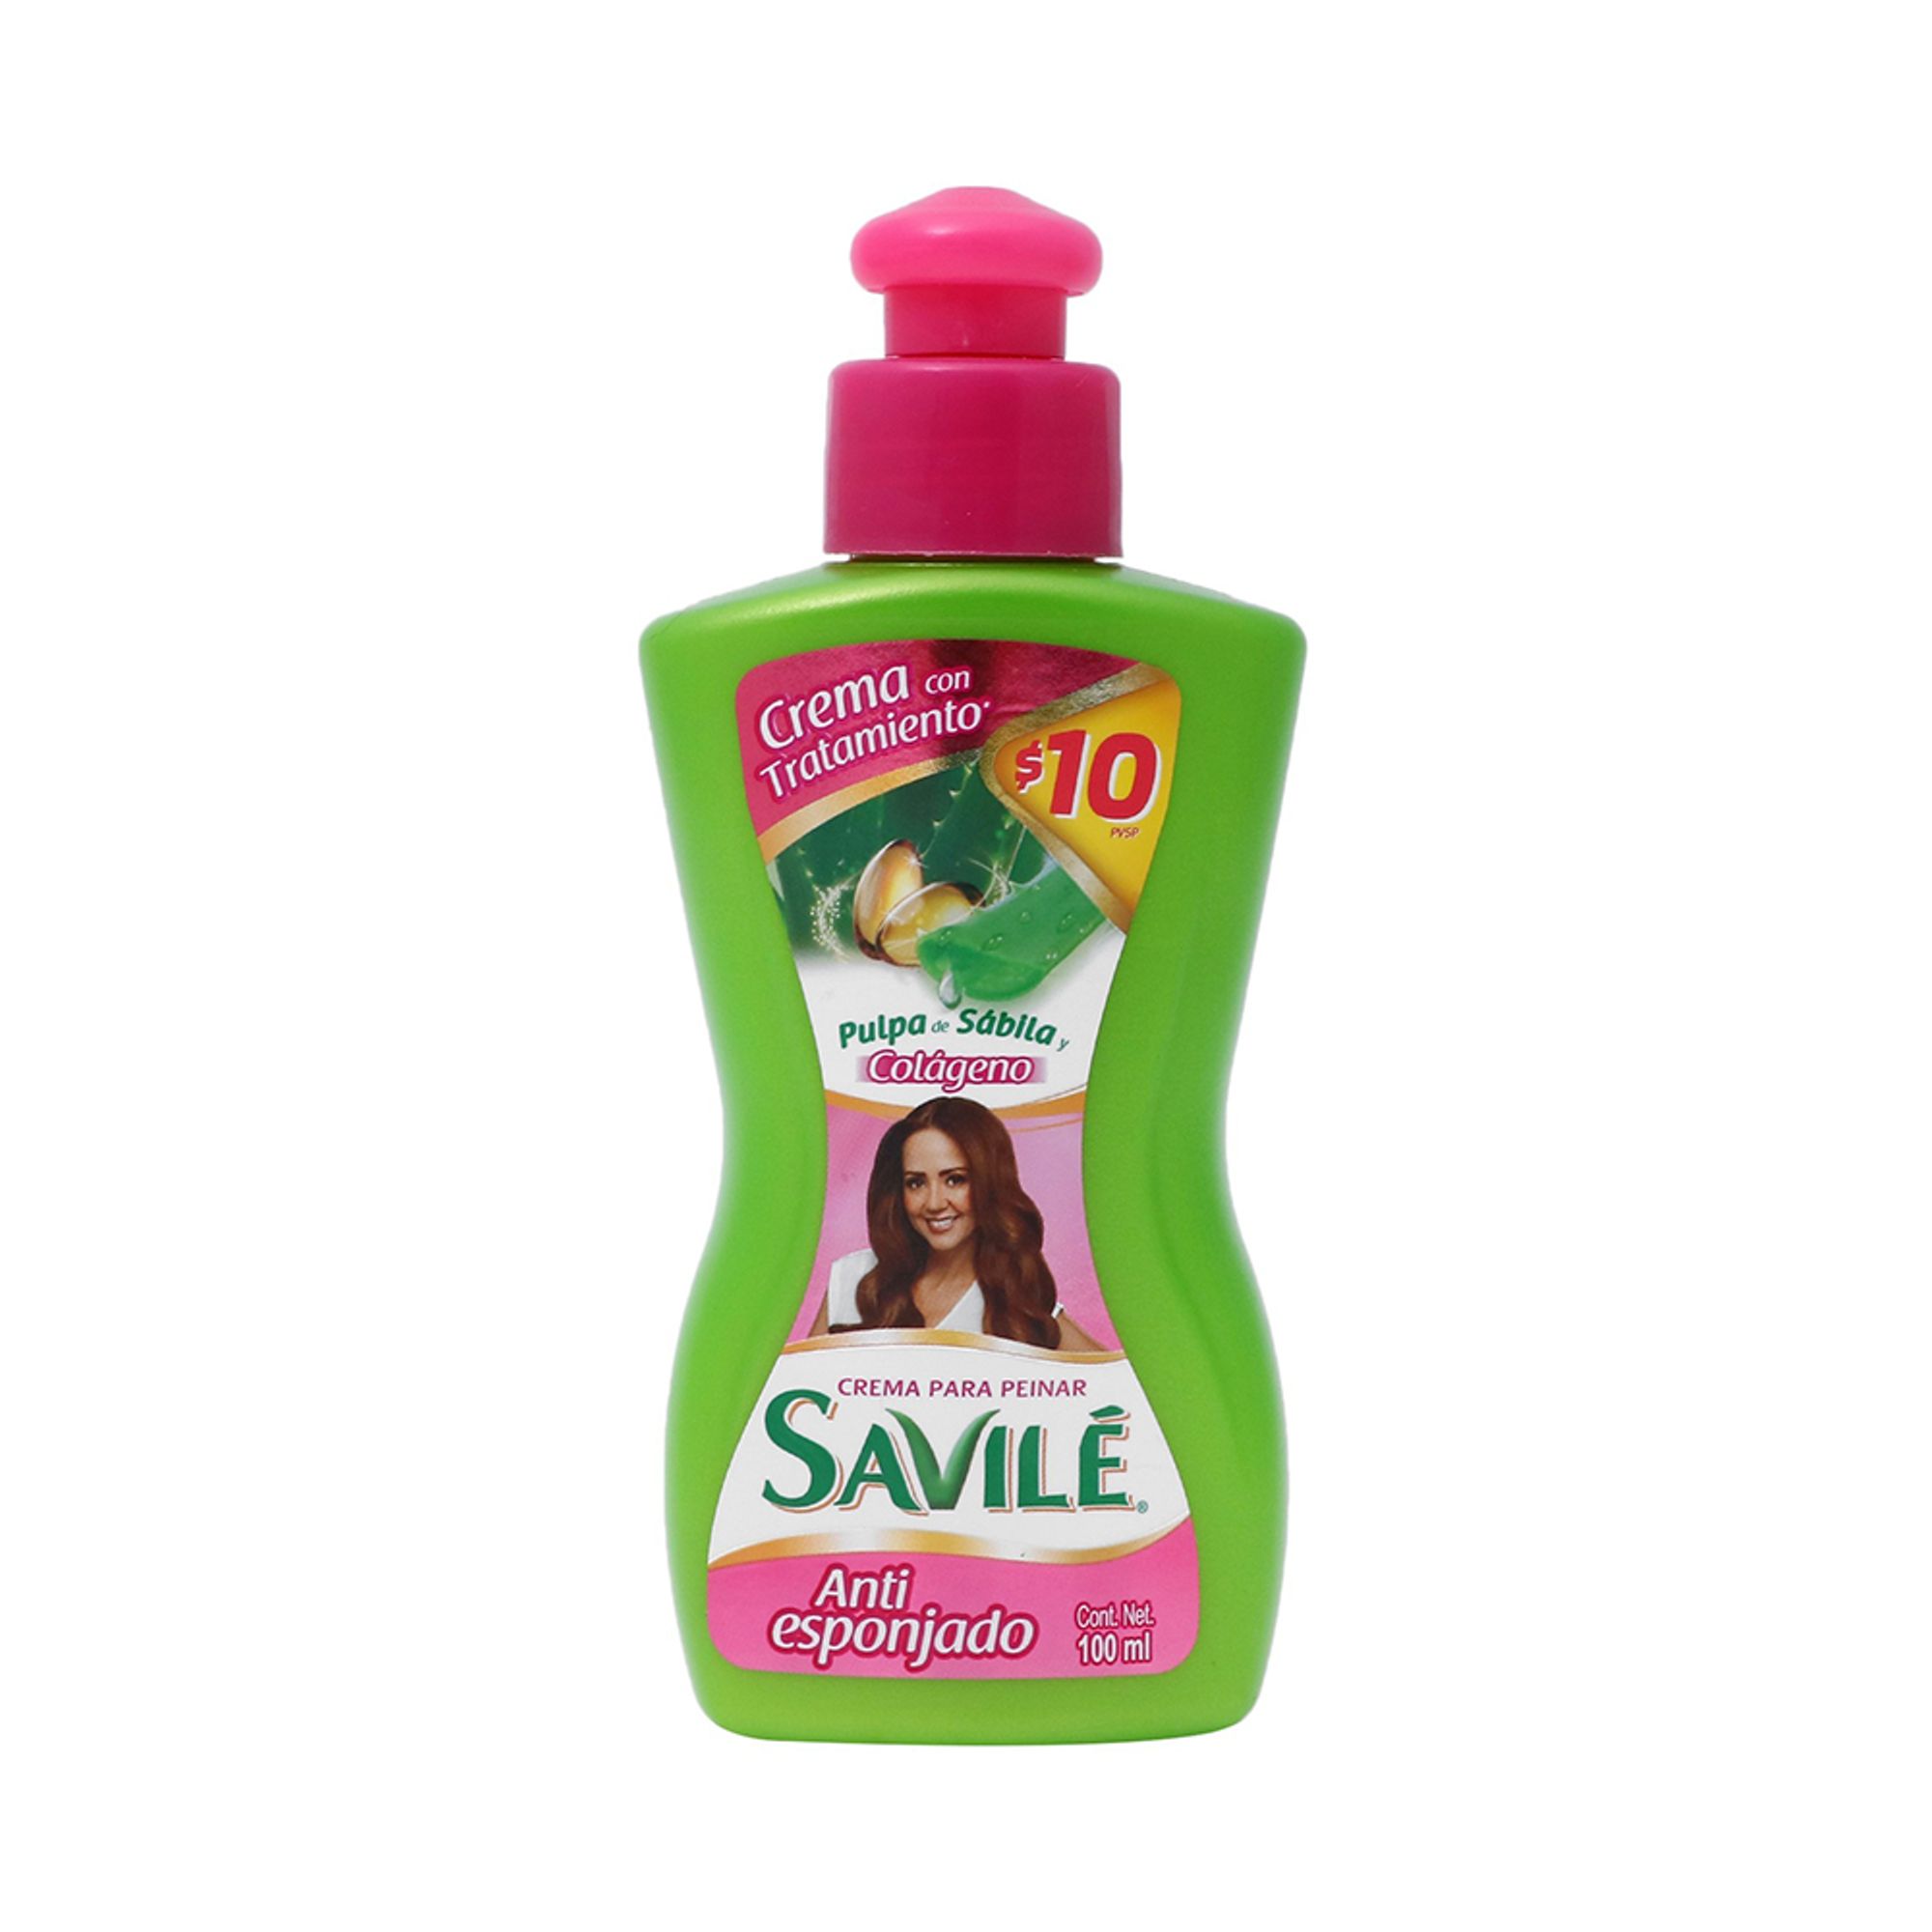 Crema con
Tratamiento*
$10
PVSP
Pulpa de Sábila y
Colágeno
CREMA PARA PEINAR
SAVILÉ®
Anti
esponjado
Cont. Net.
100 ml